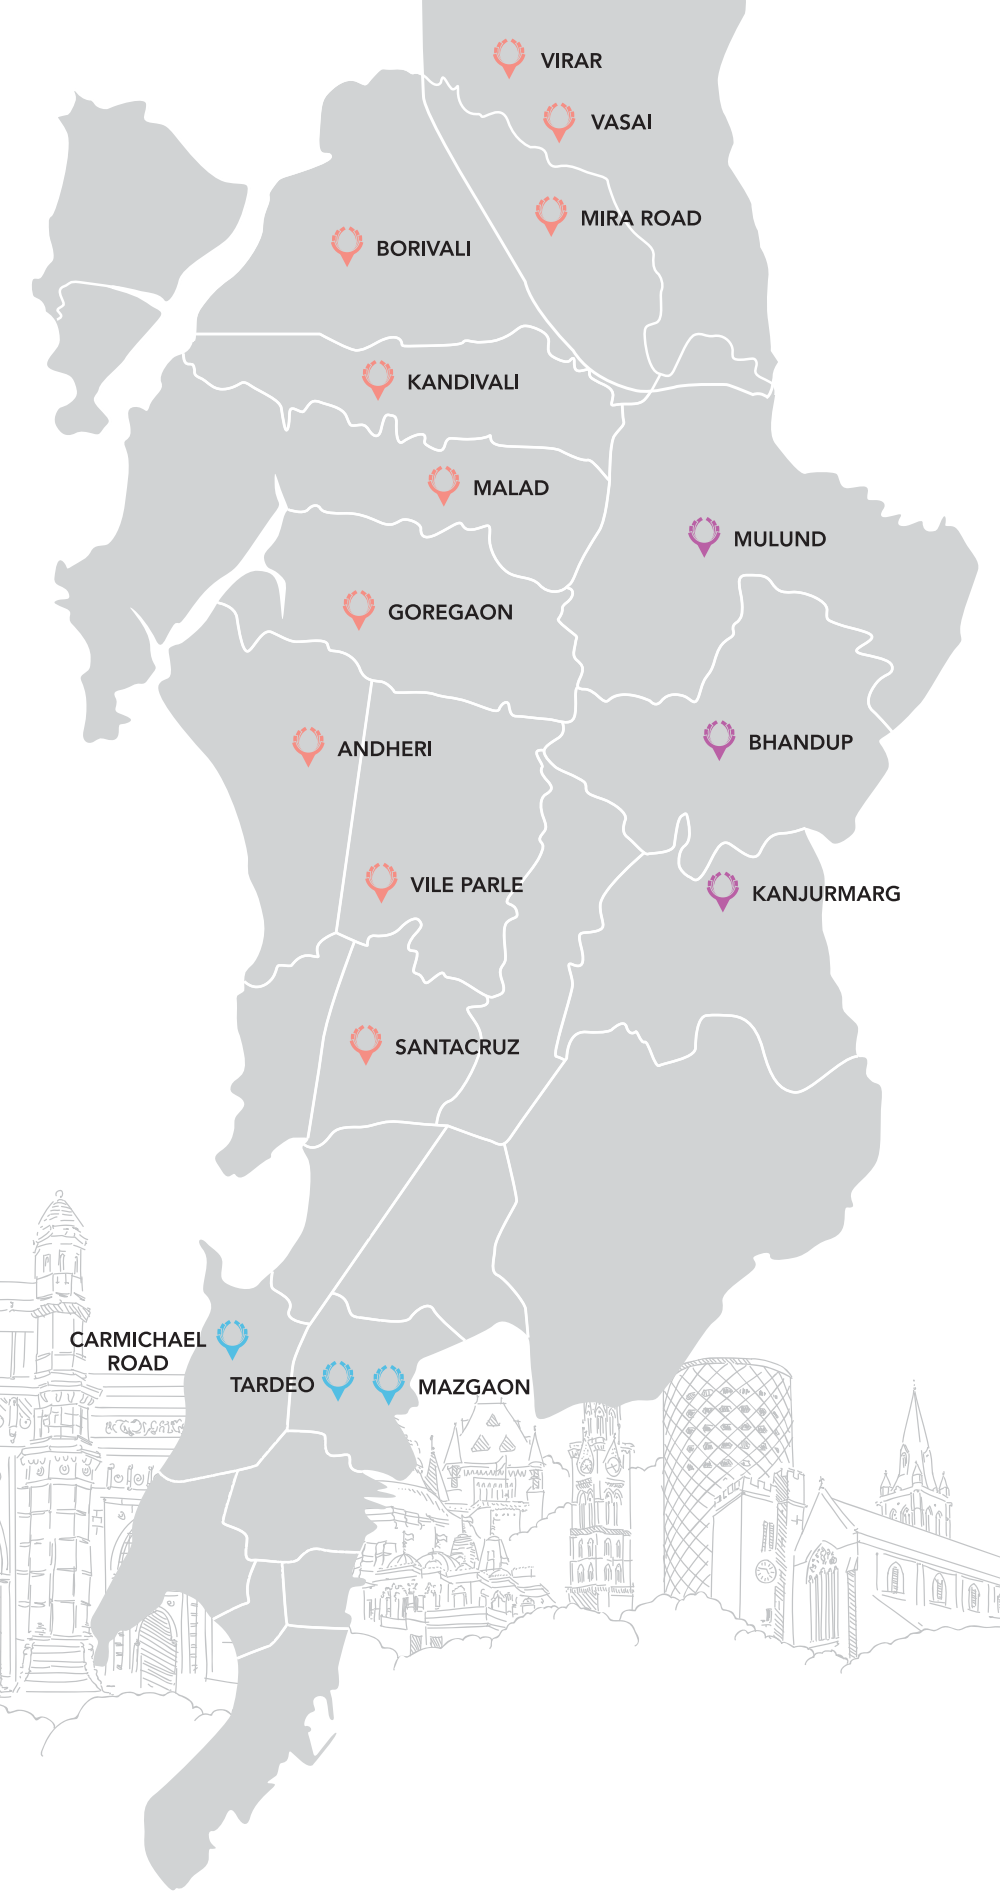 VIRAR
VASAI
MIRA ROAD
BORIVALI
KANDIVALI
MALAD
MULUND
GOREGAON
BHANDUP
ANDHERI
VILE PARLE
KANJURMARG
SANTACRUZ
CARMICHAEL
ROAD
TARDEO
MAZGAON